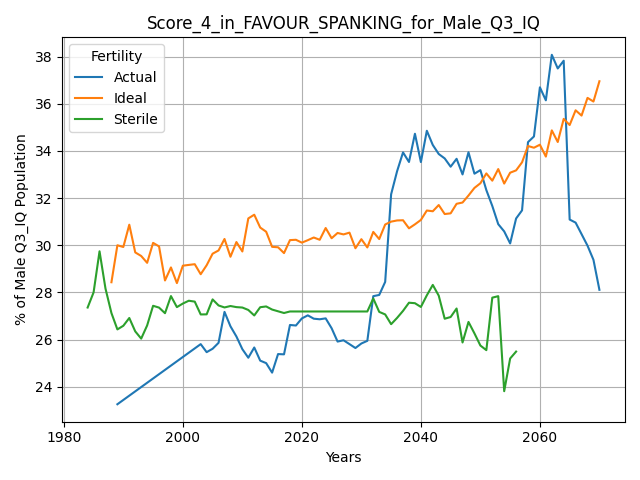 Score_4_in_FAVOUR_SPANKING_for_Male_Q3_IQ
Fertility
Actual
Ideal
Sterile
% of Male Q3_IQ Population
38
36
34
32
30
28
26
24
1980
2000
2020
2040
2060
Years